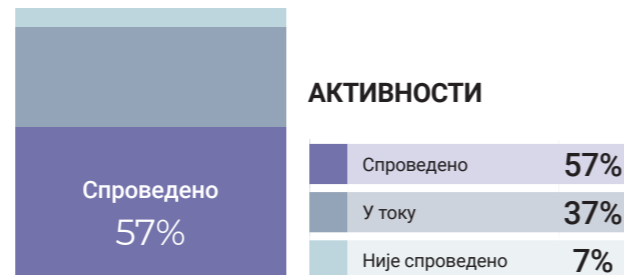 Спроведено
57%
АКТИВНОСТИ
Спроведено 57%
У току 37%
Није спроведено 7%